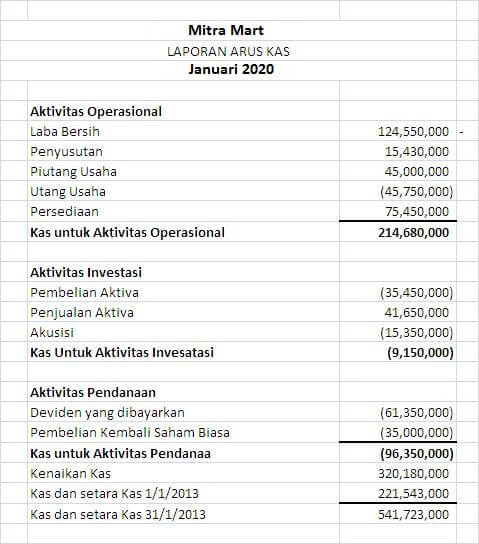 Mitra Mart
LAPORAN ARUS KAS
Januari 2020
Aktivitas Operasional
Laba Bersih 124,550,000 -
Penyusutan 15,430,000
Piutang Usaha 45,000,000
Utang Usaha (45,750,000)
Persediaan 75,450,000
Kas untuk Aktivitas Operasional 214,680,000
Aktivitas Investasi
Pembelian Aktiva (35,450,000)
Penjualan Aktiva 41,650,000
Akusisi (15,350,000)
Kas Untuk Aktivitas Invesatasi (9,150,000)
Aktivitas Pendanaan
Deviden yang dibayarkan (61,350,000)
Pembelian Kembali Saham Biasa (35,000,000)
Kas untuk Aktivitas Pendanaa (96,350,000)
Kenaikan Kas 320,180,000
Kas dan setara Kas 1/1/2013 221,543,000
Kas dan setara Kas 31/1/2013 541,723,000